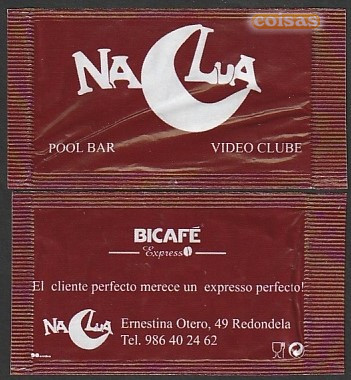 coisas
NA LUA
POOL BAR VIDEO CLUBE
BICAFÉ
Expresso
El cliente perfecto merece un expresso perfecto!
NA LUA
Ernestina Otero, 49 Redondela
Tel. 986 40 24 62